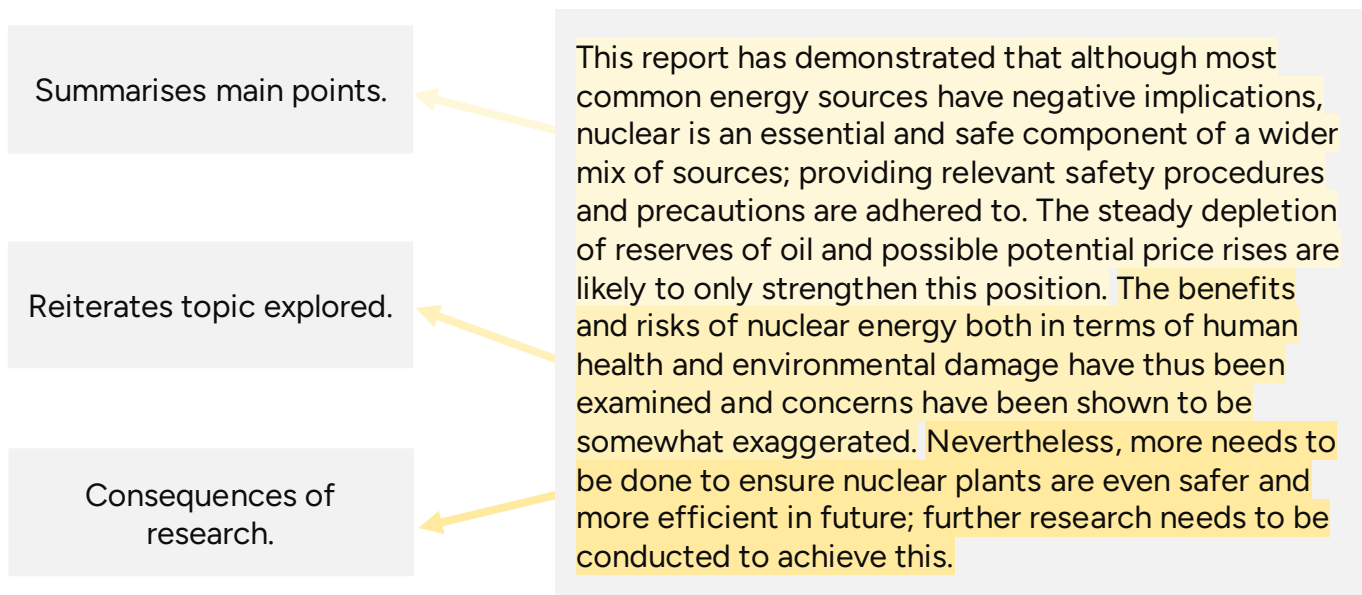 Summarises main points.
Reiterates topic explored.
Consequences of
research.
This report has demonstrated that although most
common energy sources have negative implications,
nuclear is an essential and safe component of a wider
mix of sources; providing relevant safety procedures
and precautions are adhered to. The steady depletion
of reserves of oil and possible potential price rises are
likely to only strengthen this position. The benefits
and risks of nuclear energy both in terms of human
health and environmental damage have thus been
examined and concerns have been shown to be
somewhat exaggerated. Nevertheless, more needs to
be done to ensure nuclear plants are even safer and
more efficient in future; further research needs to be
conducted to achieve this.